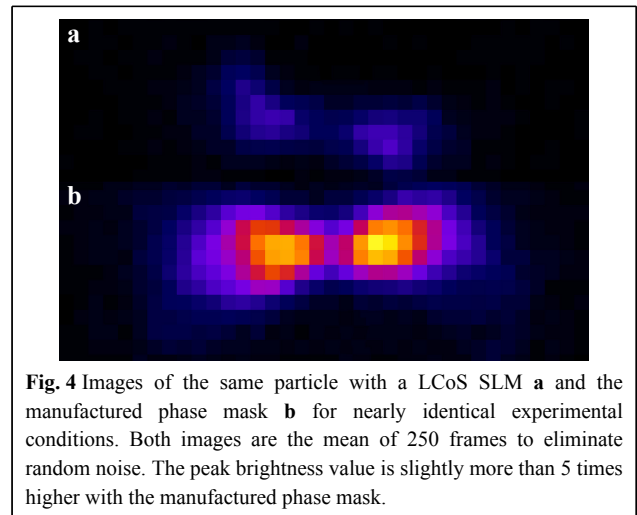 a
b
Fig. 4 Images of the same particle with a LCoS SLM a and the
manufactured phase mask b for nearly identical experimental
conditions. Both images are the mean of 250 frames to eliminate
random noise. The peak brightness value is slightly more than 5 times
higher with the manufactured phase mask.